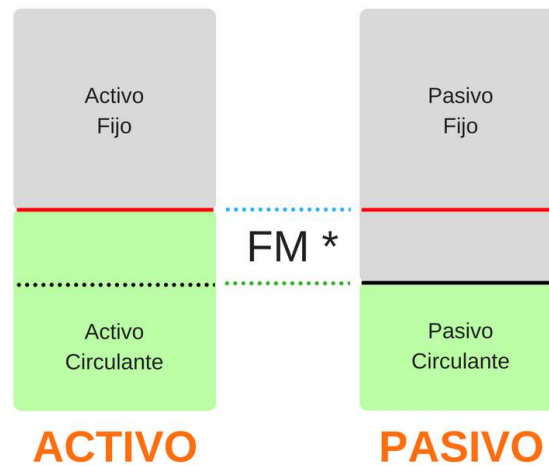 Activo
Fijo
Pasivo
Fijo
FM *
Activo
Circulante
Pasivo
Circulante
ACTIVO
PASIVO